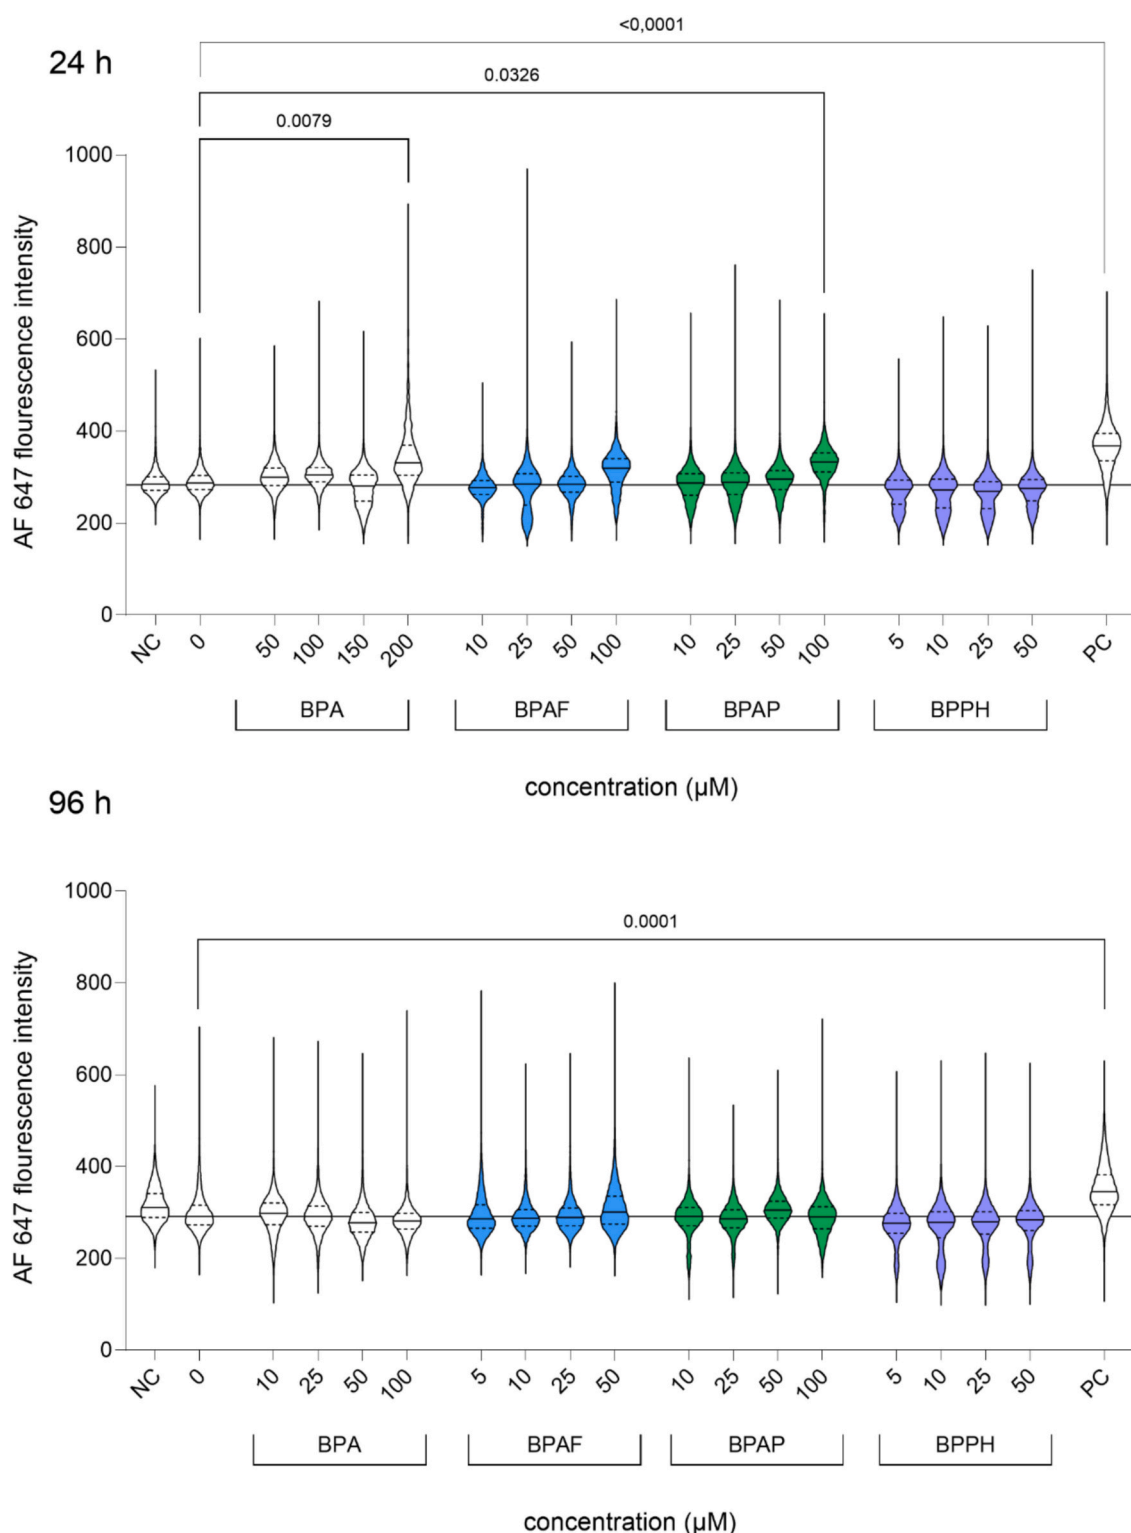 <0,0001
24 h
0.0326
0.0079
1000
800
600
400
200
0
AF 647 flourescence intensity
NC 0 50 100 150 200 10 25 50 100 10 25 50 100 5 10 25 50 PC
BPA BPAF BPAP BPPH
concentration (µM)
96 h
1000
0.0001
800
600
400
200
0
AF 647 flourescence intensity
NC 0 10 25 50 100 5 10 25 50 10 25 50 100 5 10 25 50 PC
BPA BPAF BPAP BPPH
concentration (µM)